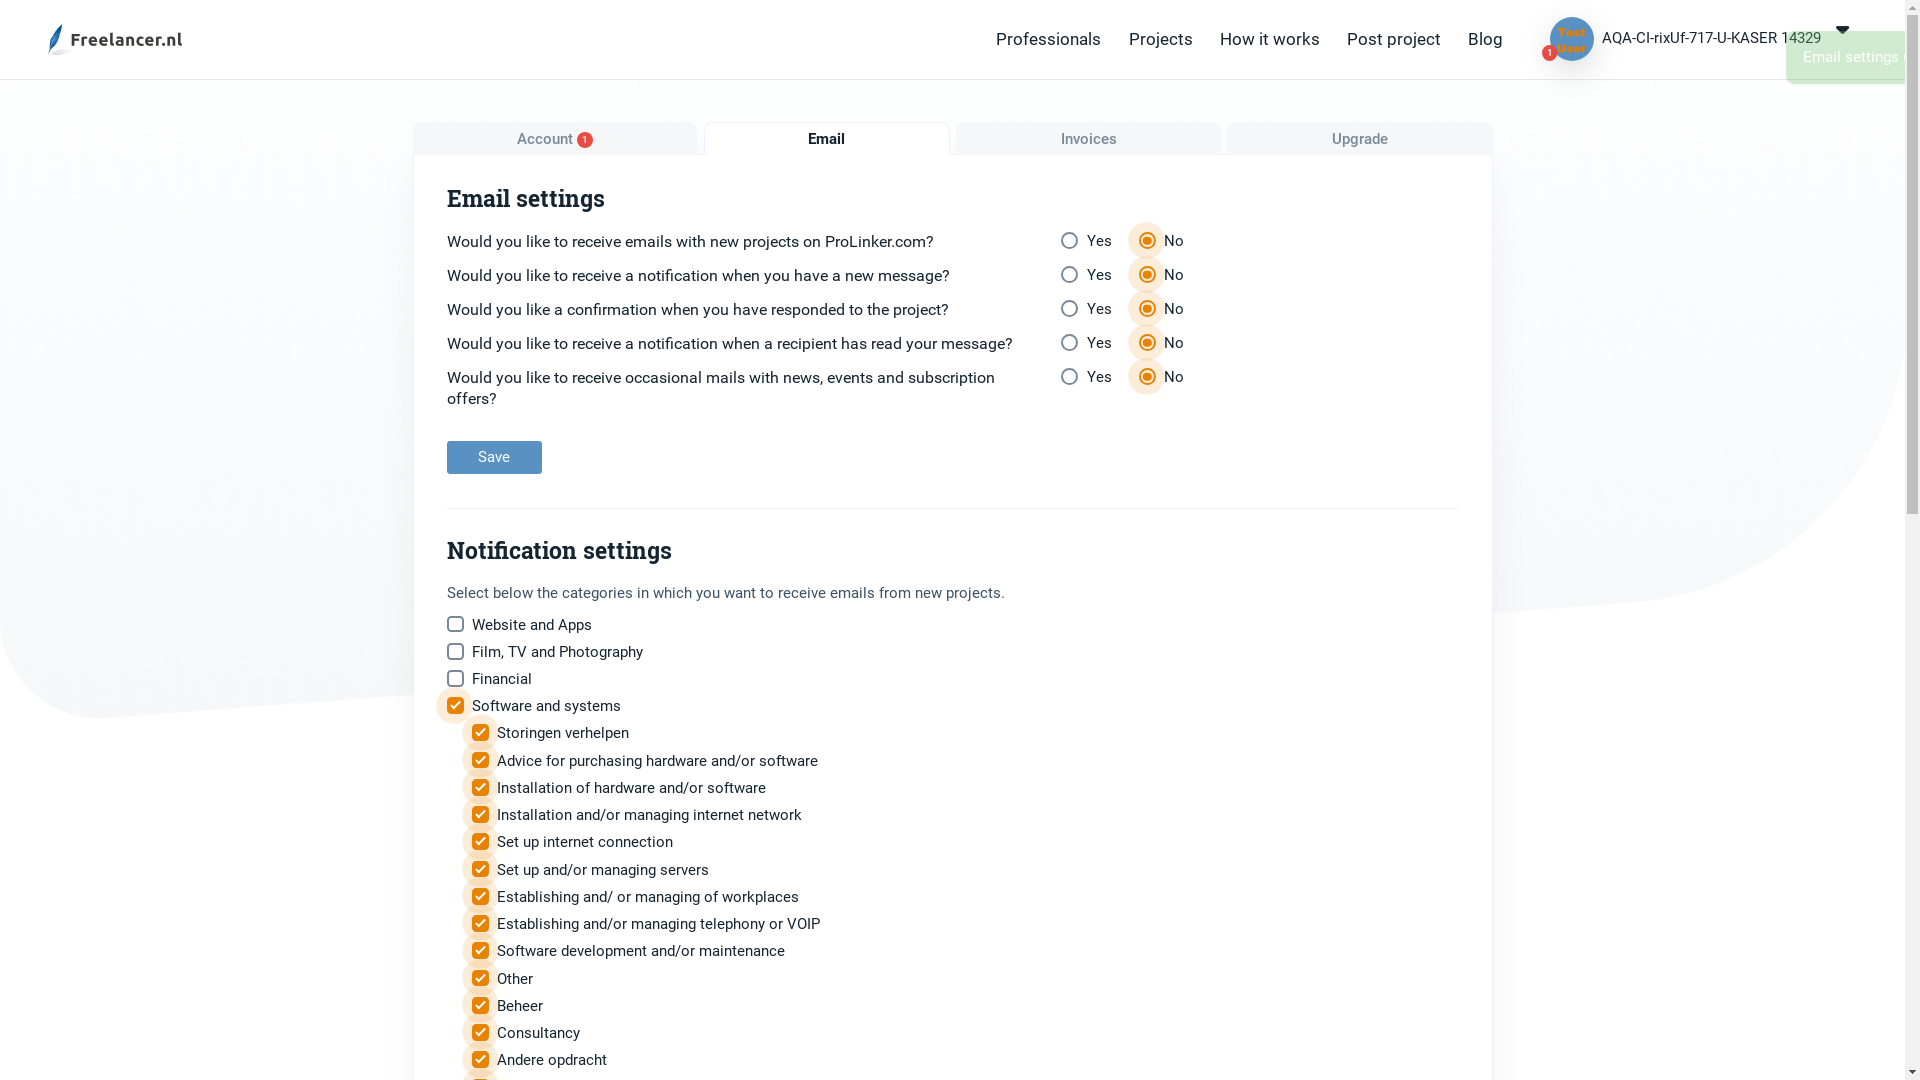 Freelancer.nl
Professionals
Projects
How it works
Post project
Blog
Test
User
1
AQA-CI-rixUf-717-U-KASER 14329
Email settings
Account 1
Email
Invoices
Upgrade
Email settings
Would you like to receive emails with new projects on ProLinker.com?
Yes
No
Would you like to receive a notification when you have a new message?
Yes
No
Would you like a confirmation when you have responded to the project?
Yes
No
Would you like to receive a notification when a recipient has read your message?
Yes
No
Would you like to receive occasional mails with news, events and subscription
offers?
Yes
No
Save
Notification settings
Select below the categories in which you want to receive emails from new projects.
Website and Apps
Film, TV and Photography
Financial
Software and systems
Storingen verhelpen
Advice for purchasing hardware and/or software
Installation of hardware and/or software
Installation and/or managing internet network
Set up internet connection
Set up and/or managing servers
Establishing and/ or managing of workplaces
Establishing and/or managing telephony or VOIP
Software development and/or maintenance
Other
Beheer
Consultancy
Andere opdracht